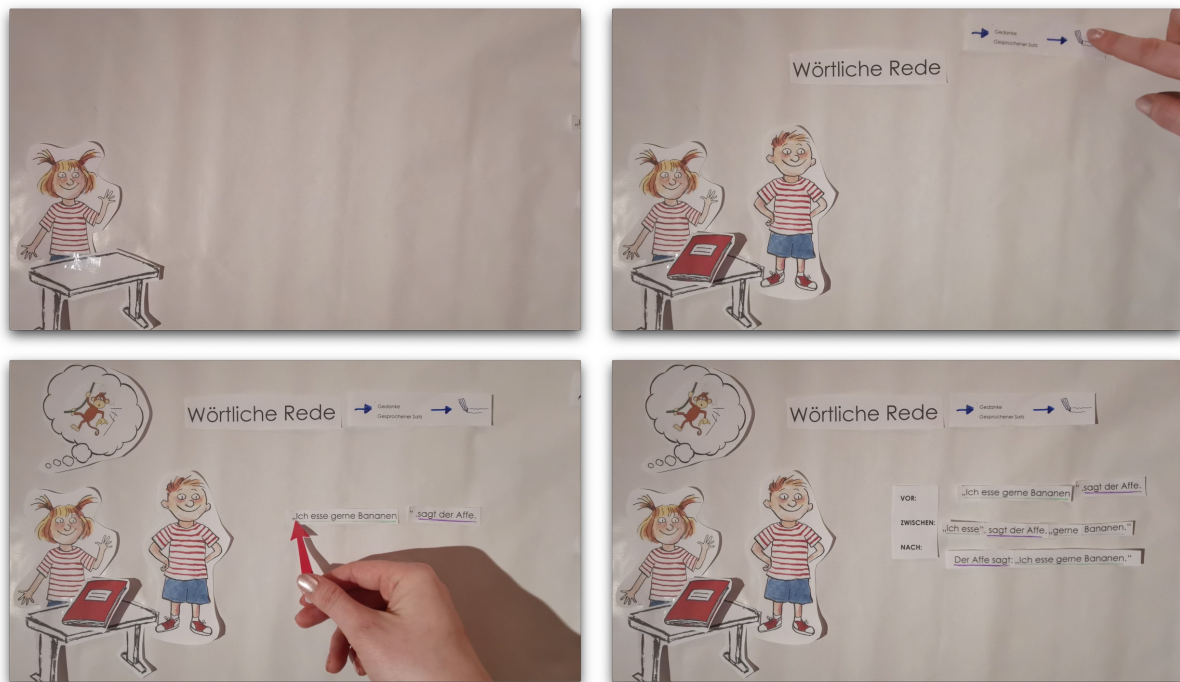 Gedanke
Gesprochener Satz
Wörtliche Rede
Wörtliche Rede
Gedanke
Gesprochener Satz
„Ich esse gerne Bananen “ ,sagt der Affe.
Wörtliche Rede
Gedanke
Gesprochener Satz
VOR:
„Ich esse gerne Bananen “ ,sagt der Affe.
ZWISCHEN:
„Ich esse“, sagt der Affe, „gerne Bananen.“
NACH:
Der Affe sagt: „Ich esse gerne Bananen.“